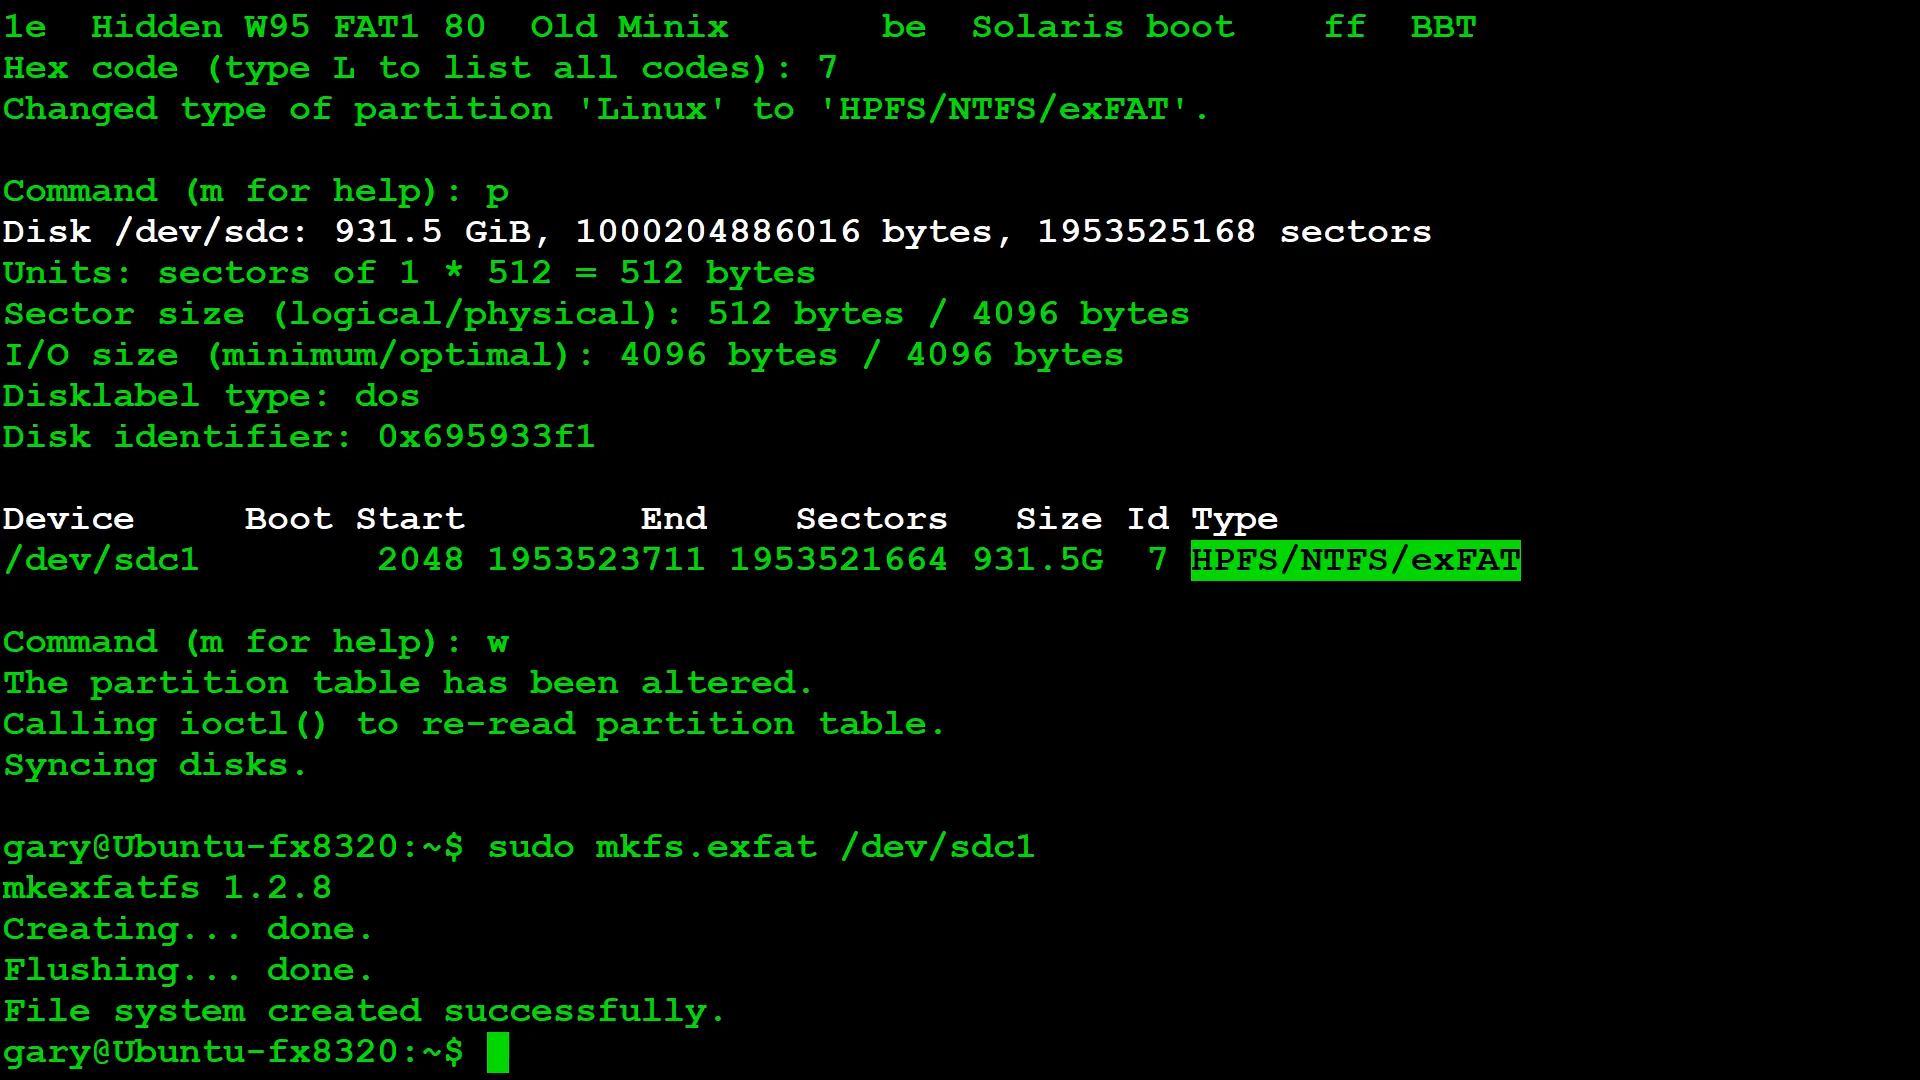 1e  Hidden W95 FAT1 80  Old Minix       be  Solaris boot    ff  BBT
Hex code (type L to list all codes): 7
Changed type of partition 'Linux' to 'HPFS/NTFS/exFAT'.
Command (m for help): p
Disk /dev/sdc: 931.5 GiB, 1000204886016 bytes, 1953525168 sectors
Units: sectors of 1 * 512 = 512 bytes
Sector size (logical/physical): 512 bytes / 4096 bytes
I/O size (minimum/optimal): 4096 bytes / 4096 bytes
Disklabel type: dos
Disk identifier: 0x695933f1
Device     Boot Start        End    Sectors   Size Id Type
/dev/sdc1        2048 1953523711 1953521664 931.5G  7 HPFS/NTFS/exFAT
Command (m for help): w
The partition table has been altered.
Calling ioctl() to re-read partition table.
Syncing disks.
gary@Ubuntu-fx8320:~$ sudo mkfs.exfat /dev/sdc1
mkexfatfs 1.2.8
Creating... done.
Flushing... done.
File system created successfully.
gary@Ubuntu-fx8320:~$